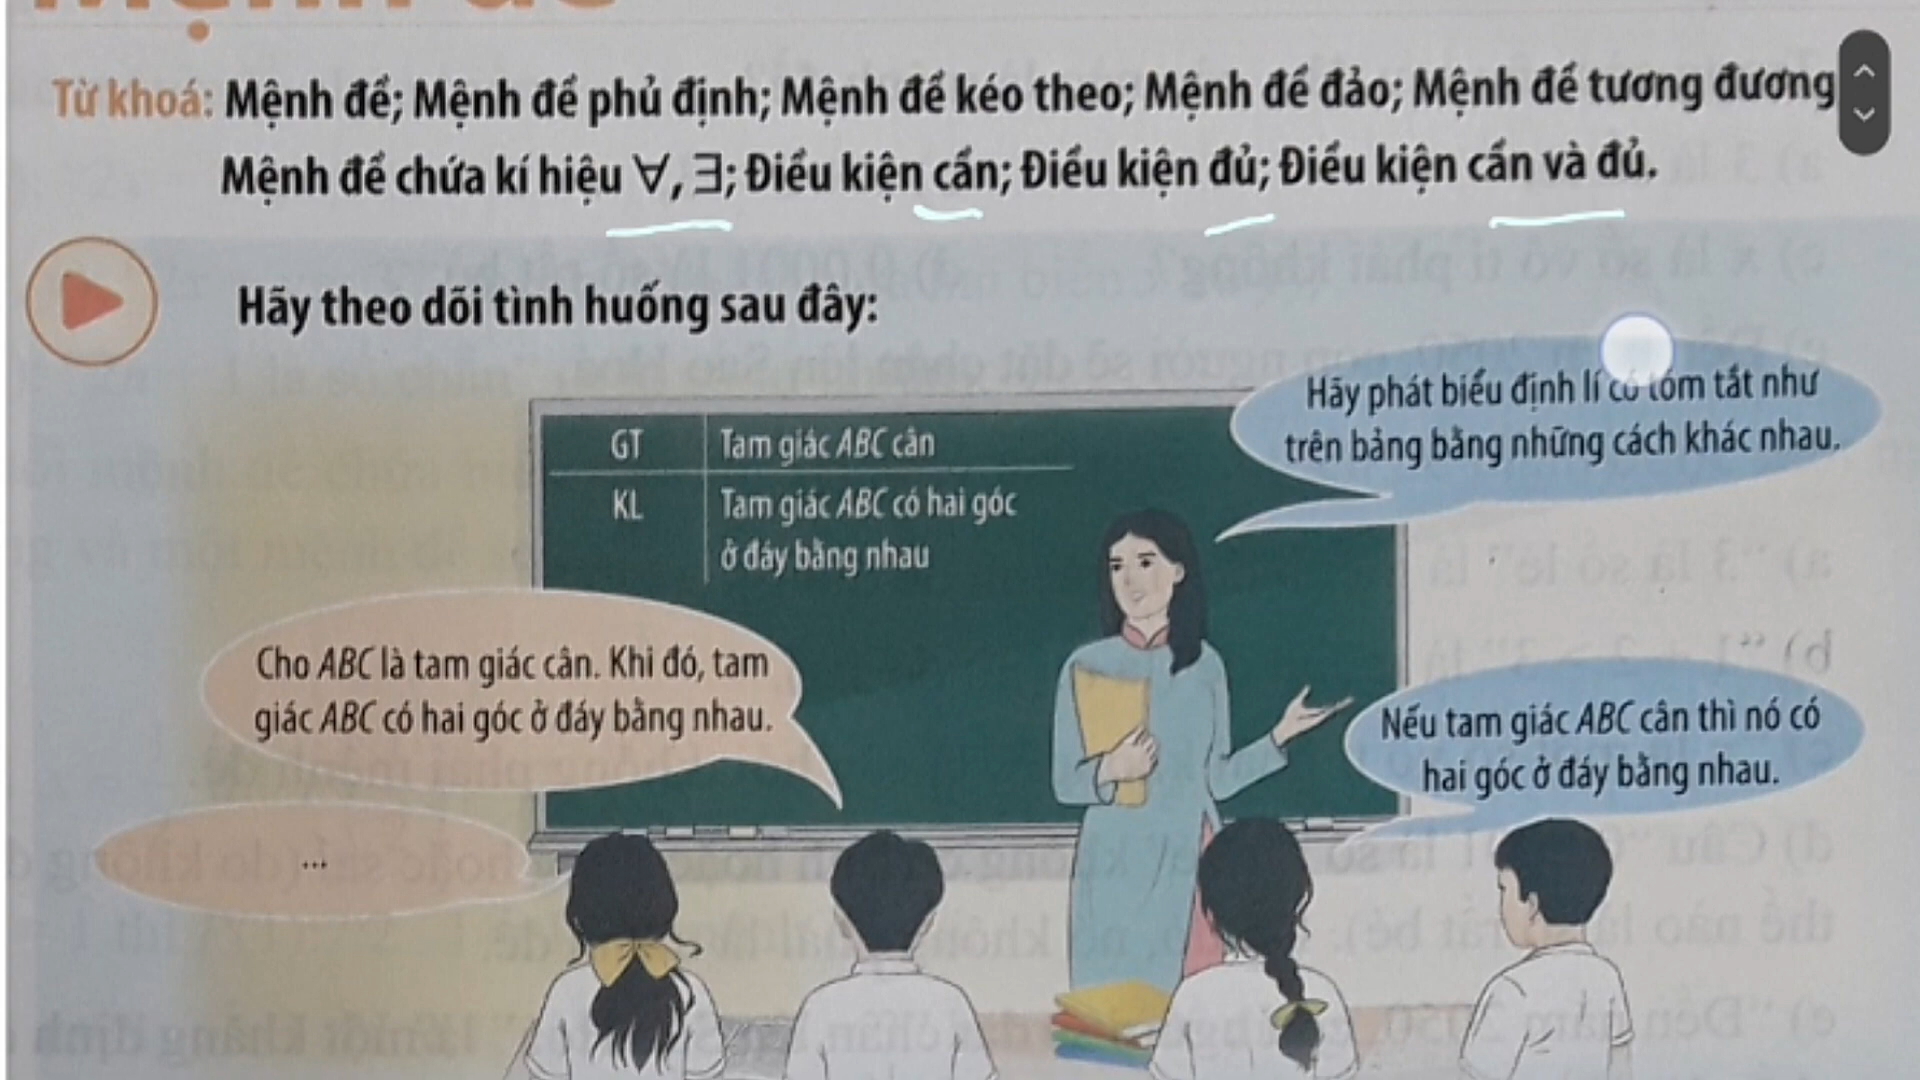 Từ khoá: Mệnh đề; Mệnh đề phủ định; Mệnh đề kéo theo; Mệnh đề đảo; Mệnh đề tương đương
Mệnh đề chứa kí hiệu ∀, ∃; Điều kiện cần; Điều kiện đủ; Điều kiện cần và đủ.
Hãy theo dõi tình huống sau đây:
Hãy phát biểu định lí có tóm tắt như
trên bảng bằng những cách khác nhau.
GT Tam giác ABC cân
KL Tam giác ABC có hai góc
ở đáy bằng nhau
Cho ABC là tam giác cân. Khi đó, tam
giác ABC có hai góc ở đáy bằng nhau.
Nếu tam giác ABC cân thì nó có
hai góc ở đáy bằng nhau.
...